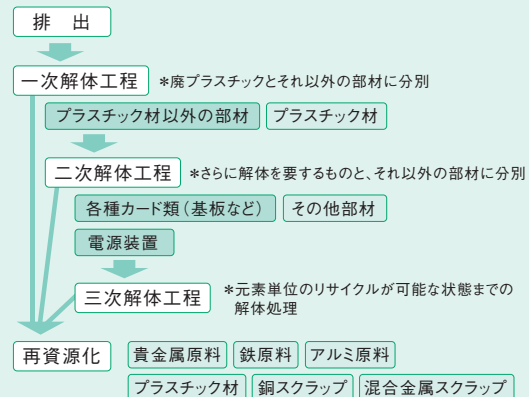 排　出
一次解体工程 ＊廃プラスチックとそれ以外の部材に分別
プラスチック材以外の部材 プラスチック材
二次解体工程 ＊さらに解体を要するものと、それ以外の部材に分別
各種カード類（基板など） その他部材
電源装置
三次解体工程 ＊元素単位のリサイクルが可能な状態までの
解体処理
再資源化 貴金属原料 鉄原料 アルミ原料
プラスチック材 銅スクラップ 混合金属スクラップ